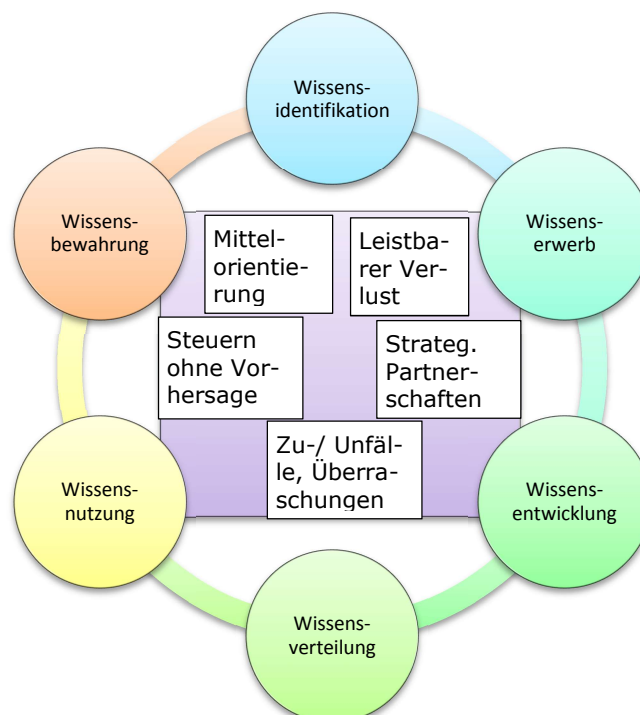 Wissens-
identifikation
Wissens-
bewahrung
Wissens-
erwerb
Mittel-
orientie-
rung
Leistba-
rer Ver-
lust
Steuern
ohne Vor-
hersage
Strateg.
Partner-
schaften
Zu-/ Unfäl-
le, Überra-
schungen
Wissens-
nutzung
Wissens-
entwicklung
Wissens-
verteilung